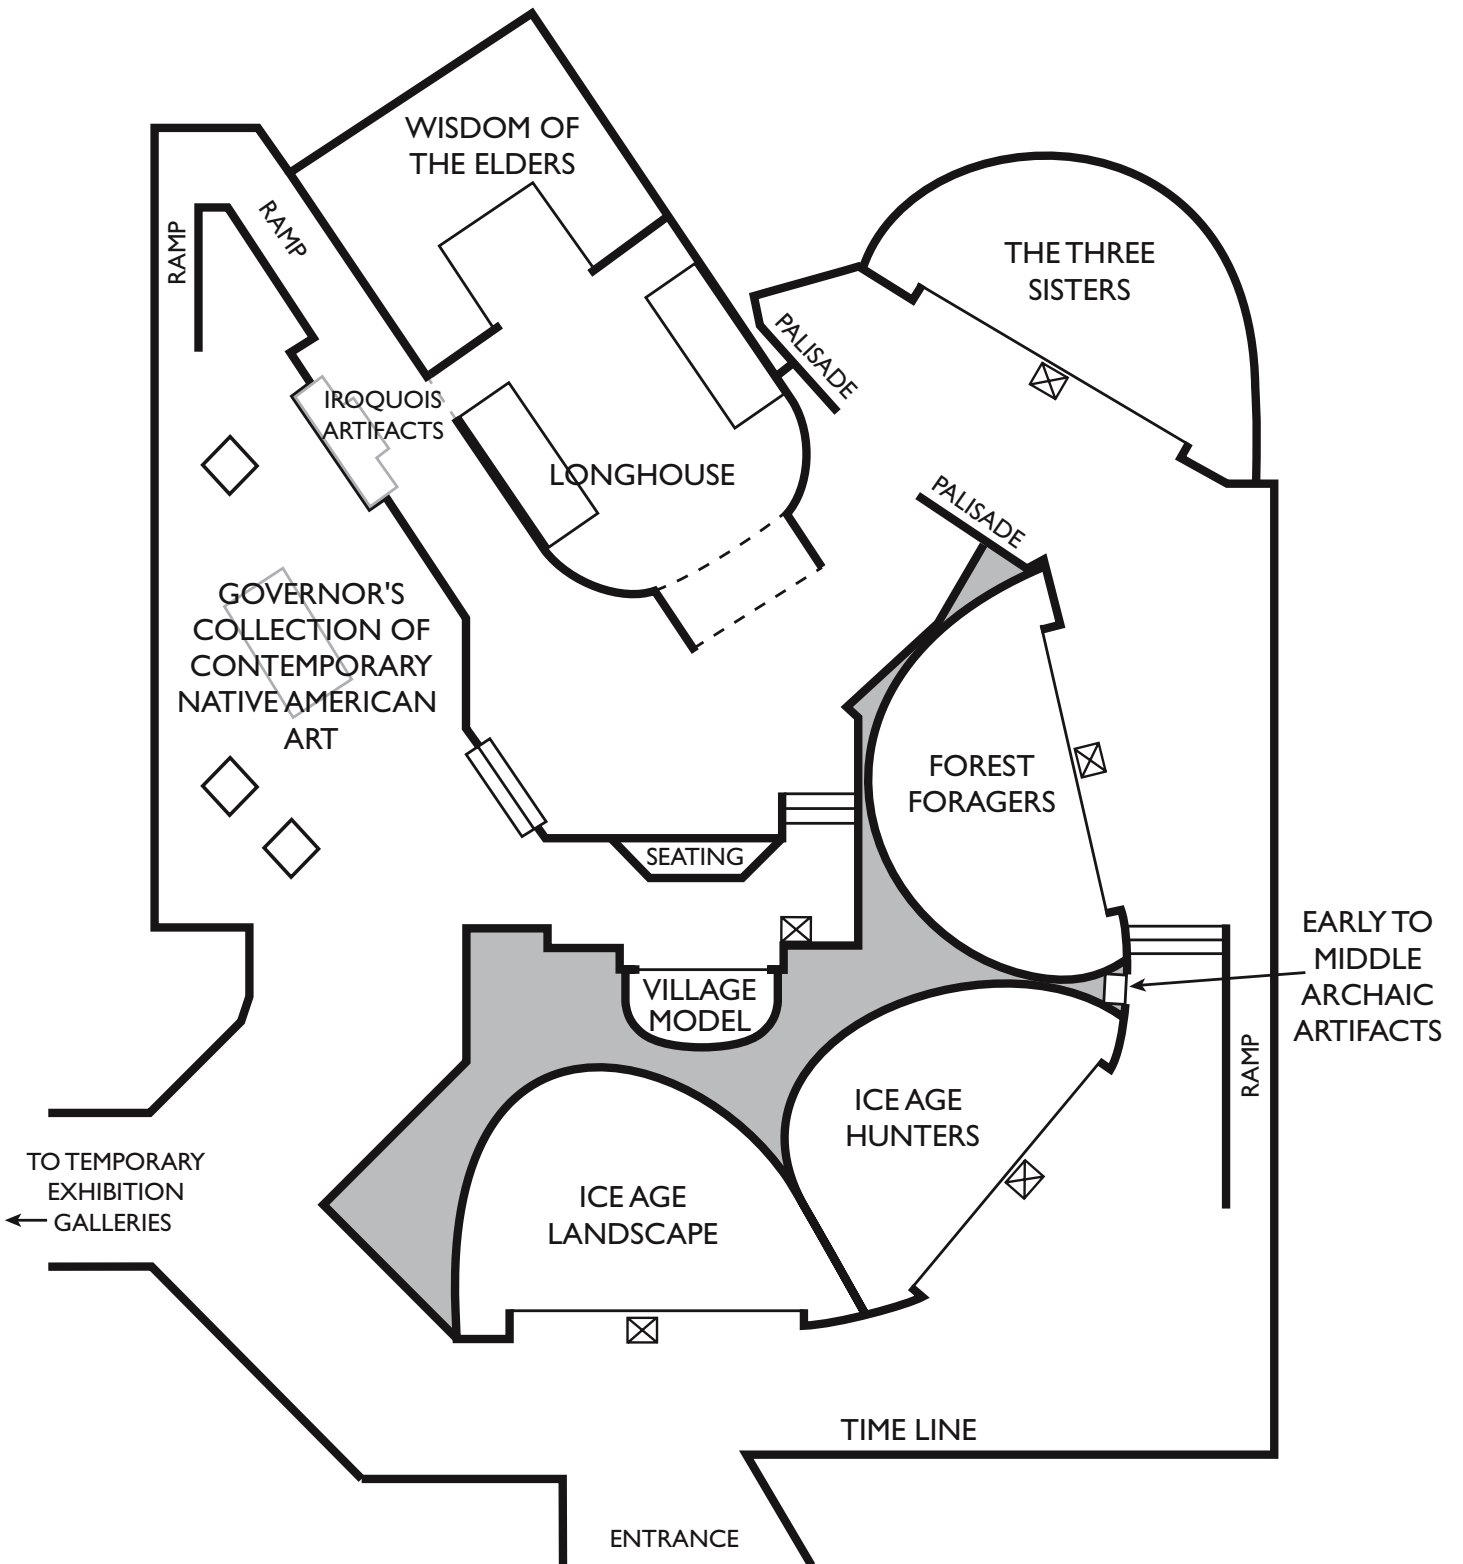 WISDOM OF
THE ELDERS
RAMP
RAMP
THE THREE
SISTERS
PALISADE
IROQUOIS
ARTIFACTS
LONGHOUSE
PALISADE
GOVERNOR'S
COLLECTION OF
CONTEMPORARY
NATIVE AMERICAN
ART
FOREST
FORAGERS
SEATING
EARLY TO
MIDDLE
ARCHAIC
ARTIFACTS
VILLAGE
MODEL
RAMP
ICE AGE
HUNTERS
TO TEMPORARY
EXHIBITION
GALLERIES
ICE AGE
LANDSCAPE
TIME LINE
ENTRANCE